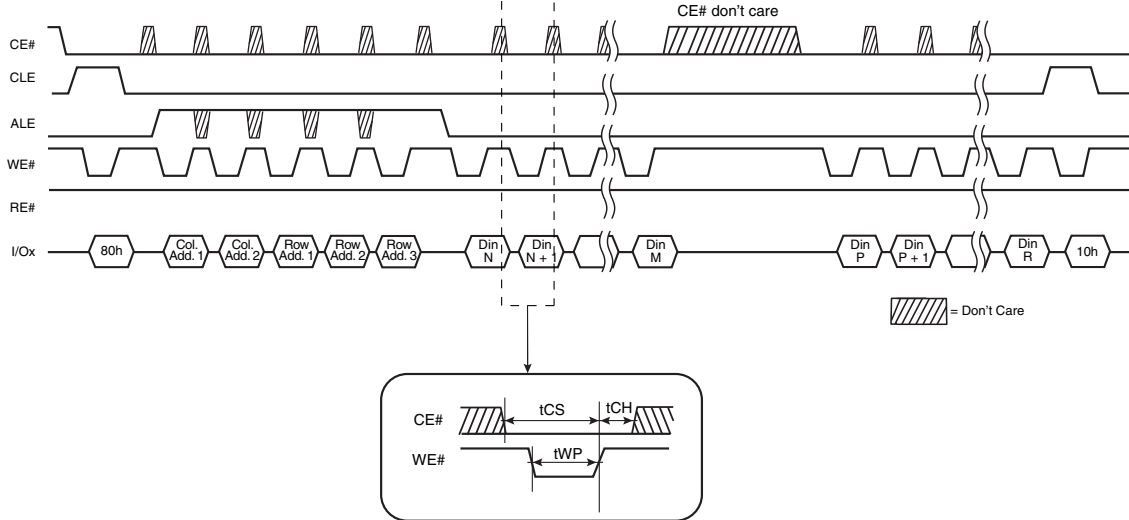 CE# don't care
CE#
CLE
ALE
WE#
RE#
I/Ox
80h
Col.
Add. 1
Col.
Add. 2
Row
Add. 1
Row
Add. 2
Row
Add. 3
Din
N
Din
N + 1
Din
M
Din
P
Din
P + 1
Din
R
10h
= Don't Care
CE#
tCS
tCH
WE#
tWP